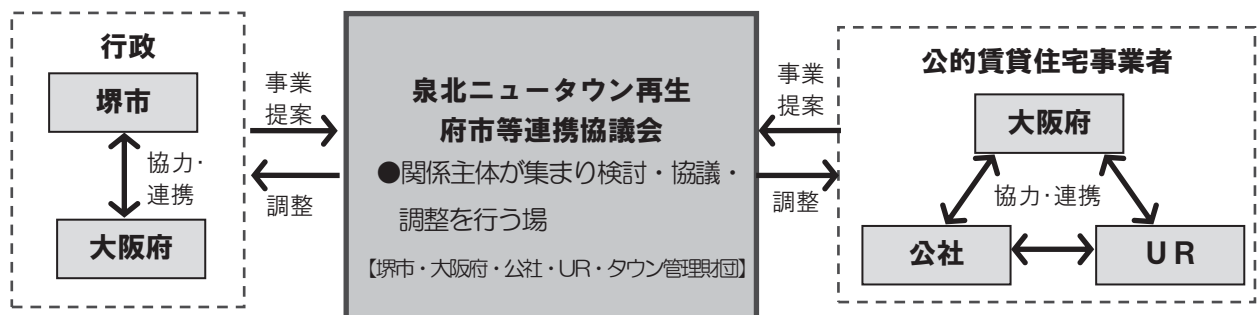 行政
堺市
協力・
連携
大阪府
事業
提案
調整
泉北ニュータウン再生
府市等連携協議会
●関係主体が集まり検討・協議・
調整を行う場
【堺市・大阪府・公社・UR・タウン管理財団】
事業
提案
調整
公的賃貸住宅事業者
大阪府
協力・連携
公社
UR